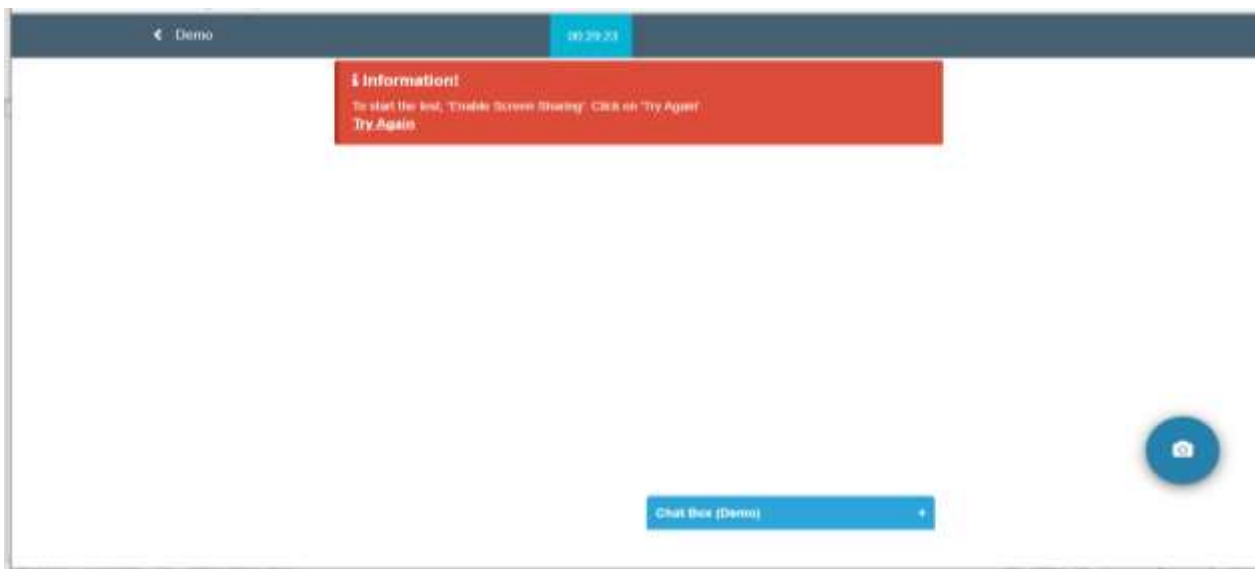 Demo
00:29:23
Information!
To start the test, 'Enable Screen Sharing'. Click on 'Try Again'
Try Again
Chat Box (Demo) +